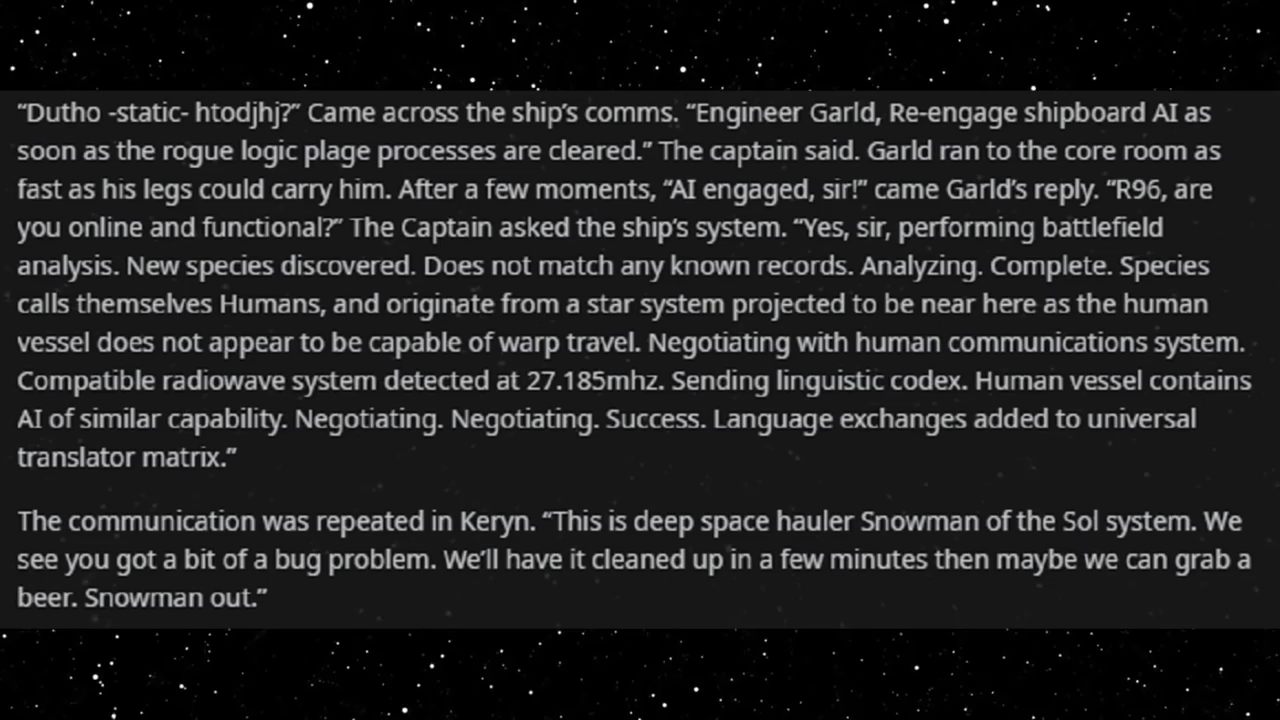 “Dutho -static- htodjhj?” Came across the ship’s comms. “Engineer Garld, Re-engage shipboard AI as
soon as the rogue logic plage processes are cleared.” The captain said. Garld ran to the core room as
fast as his legs could carry him. After a few moments, “AI engaged, sir!” came Garld’s reply. “R96, are
you online and functional?” The Captain asked the ship’s system. “Yes, sir, performing battlefield
analysis. New species discovered. Does not match any known records. Analyzing. Complete. Species
calls themselves Humans, and originate from a star system projected to be near here as the human
vessel does not appear to be capable of warp travel. Negotiating with human communications system.
Compatible radiowave system detected at 27.185mhz. Sending linguistic codex. Human vessel contains
AI of similar capability. Negotiating. Negotiating. Success. Language exchanges added to universal
translator matrix.”
The communication was repeated in Keryn. “This is deep space hauler Snowman of the Sol system. We
see you got a bit of a bug problem. We’ll have it cleaned up in a few minutes then maybe we can grab a
beer. Snowman out.”